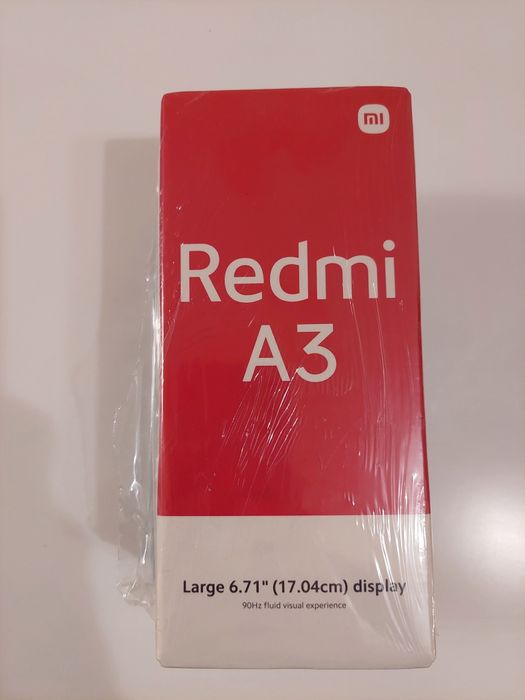 mi
Redmi
A3
Large 6.71" (17.04cm) display
90Hz fluid visual experience